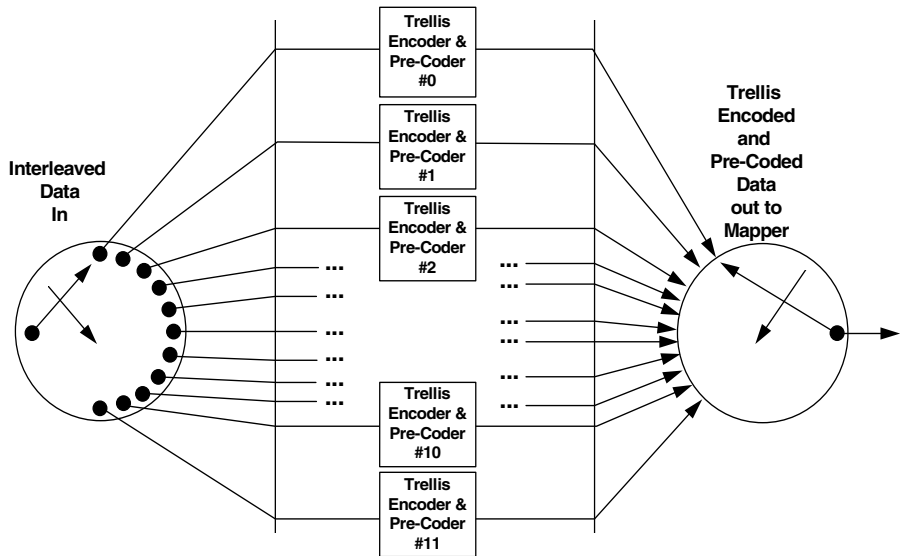 Interleaved
Data
In
Trellis
Encoder &
Pre-Coder
#0
Trellis
Encoder &
Pre-Coder
#1
Trellis
Encoder &
Pre-Coder
#2
...
...
...
...
...
...
...
...
...
...
...
...
...
...
Trellis
Encoder &
Pre-Coder
#10
Trellis
Encoder &
Pre-Coder
#11
Trellis
Encoded
and
Pre-Coded
Data
out to
Mapper